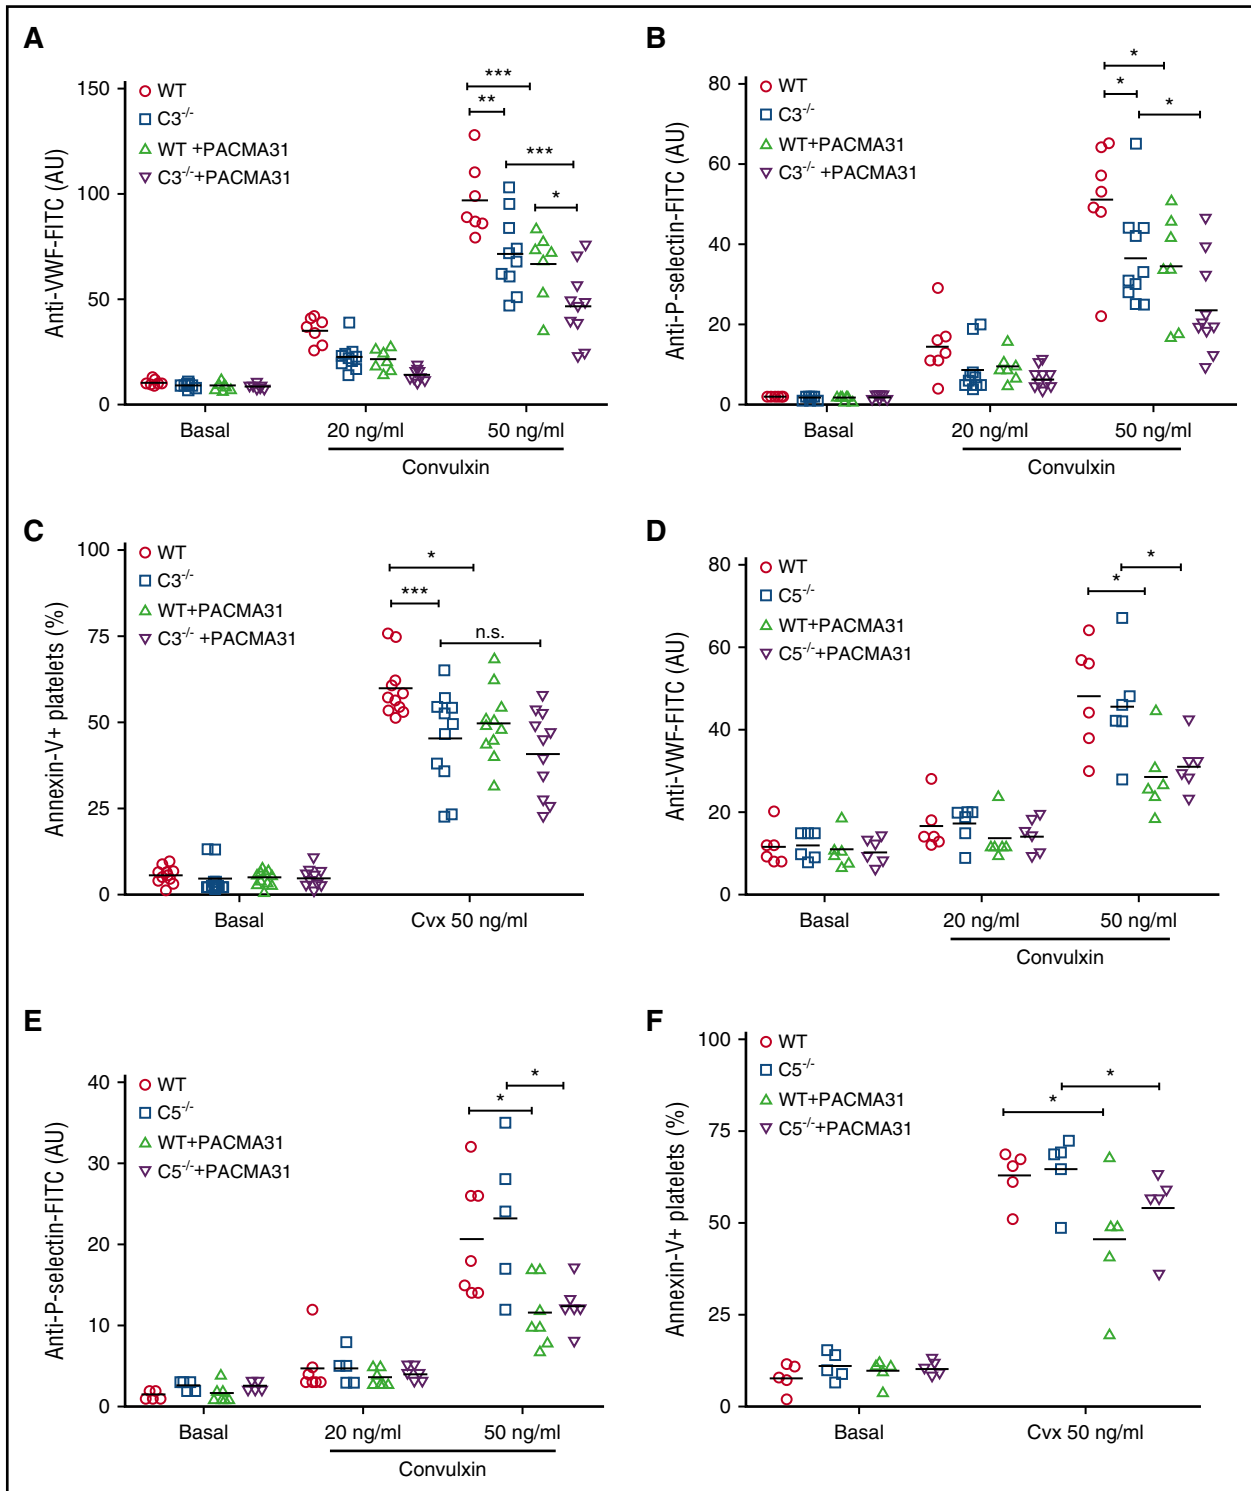 A
Anti-VWF-FITC (AU)
150
100
50
0
WT
C3-/-
WT +PACMA31
C3-/-+PACMA31
***
**
***
*
Basal
20 ng/ml
50 ng/ml
Convulxin
B
Anti-P-selectin-FITC (AU)
80
60
40
20
0
WT
C3-/-
WT+PACMA31
C3-/- +PACMA31
*
*
*
Basal
20 ng/ml
50 ng/ml
Convulxin
C
Annexin-V+ platelets (%)
100
75
50
25
0
WT
C3-/-
WT+PACMA31
C3-/- +PACMA31
*
***
n.s.
Basal
Cvx 50 ng/ml
D
Anti-VWF-FITC (AU)
80
60
40
20
0
WT
C5-/-
WT+PACMA31
C5-/-+PACMA31
*
*
Basal
20 ng/ml
50 ng/ml
Convulxin
E
Anti-P-selectin-FITC (AU)
40
30
20
10
0
WT
C5-/-
WT+PACMA31
C5-/-+PACMA31
*
*
Basal
20 ng/ml
50 ng/ml
Convulxin
F
Annexin-V+ platelets (%)
100
75
50
25
0
WT
C5-/-
WT+PACMA31
C5-/-+PACMA31
*
*
Basal
Cvx 50 ng/ml